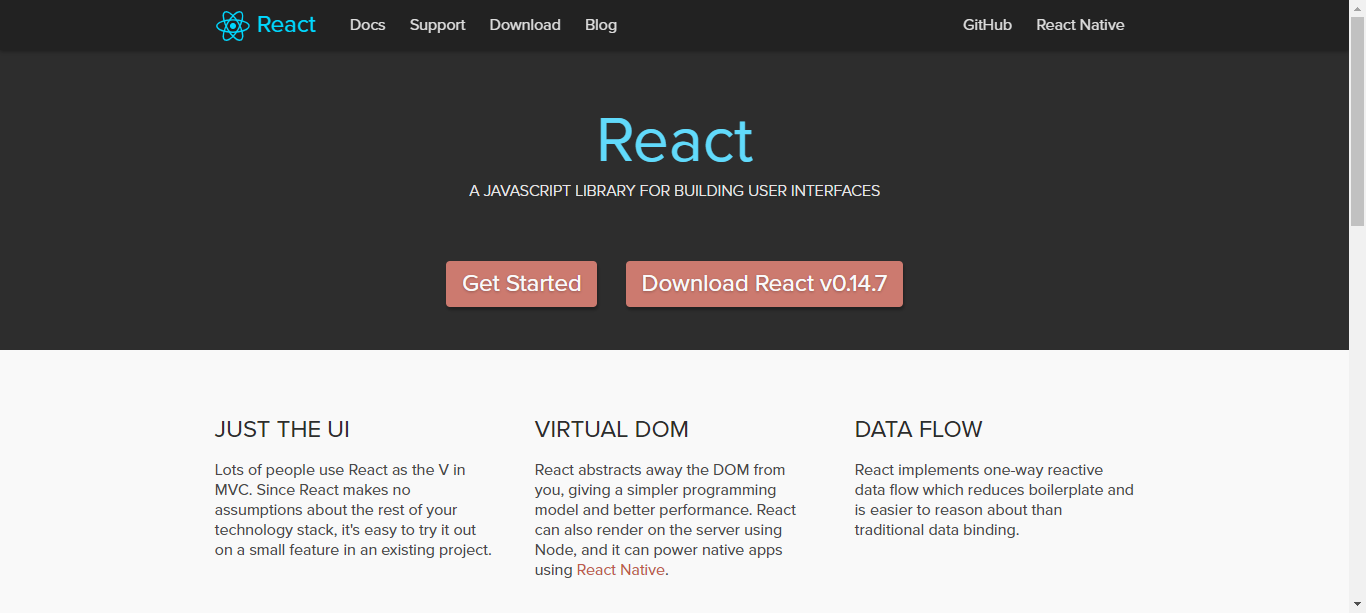 React Docs Support Download Blog GitHub React Native
React
A JAVASCRIPT LIBRARY FOR BUILDING USER INTERFACES
Get Started Download React v0.14.7
JUST THE UI
Lots of people use React as the V in
MVC. Since React makes no
assumptions about the rest of your
technology stack, it's easy to try it out
on a small feature in an existing project.
VIRTUAL DOM
React abstracts away the DOM from
you, giving a simpler programming
model and better performance. React
can also render on the server using
Node, and it can power native apps
using React Native.
DATA FLOW
React implements one-way reactive
data flow which reduces boilerplate and
is easier to reason about than
traditional data binding.